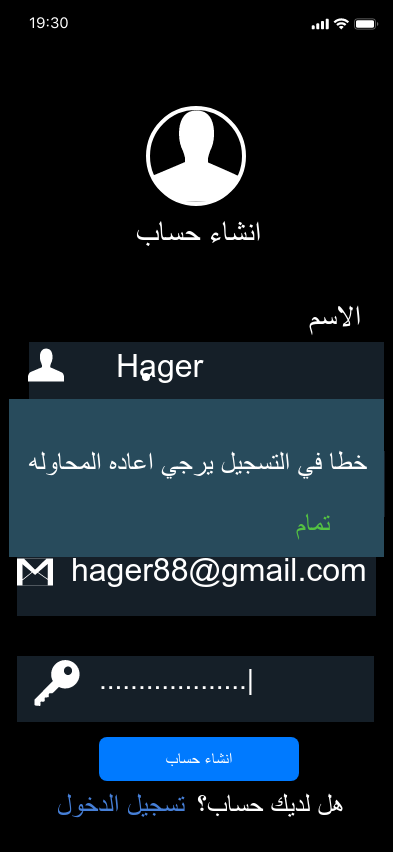 19:30
انشاء حساب
الاسم
Hager
خطا في التسجيل يرجي اعاده المحاوله
تمام
hager88@gmail.com
...................|
انشاء حساب
هل لديك حساب؟ تسجيل الدخول